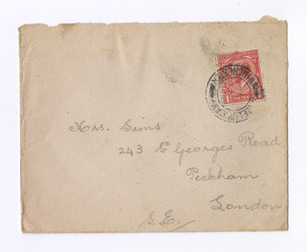 Mrs. Sims
243 St Georges Road
Peckham
London
S.E.